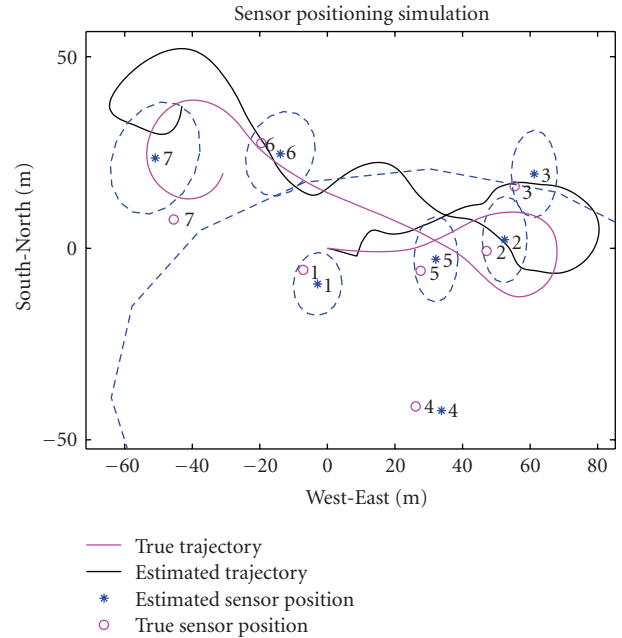 Sensor positioning simulation
50
0
−50
South-North (m)
6
6
7
7
3
3
2
2
5
5
1
1
4
4
−60 −40 −20 0 20 40 60 80
West-East (m)
True trajectory
Estimated trajectory
Estimated sensor position
True sensor position